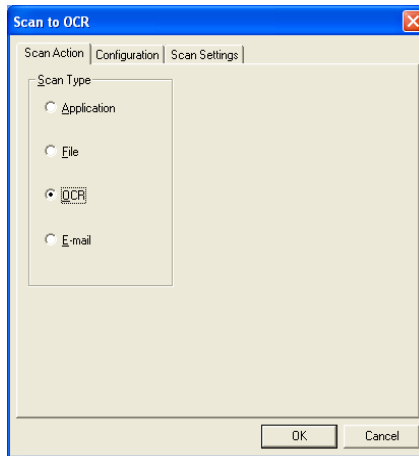 Scan to OCR
Scan Action Configuration Scan Settings
Scan Type
Application
File
OCR
E-mail
OK Cancel